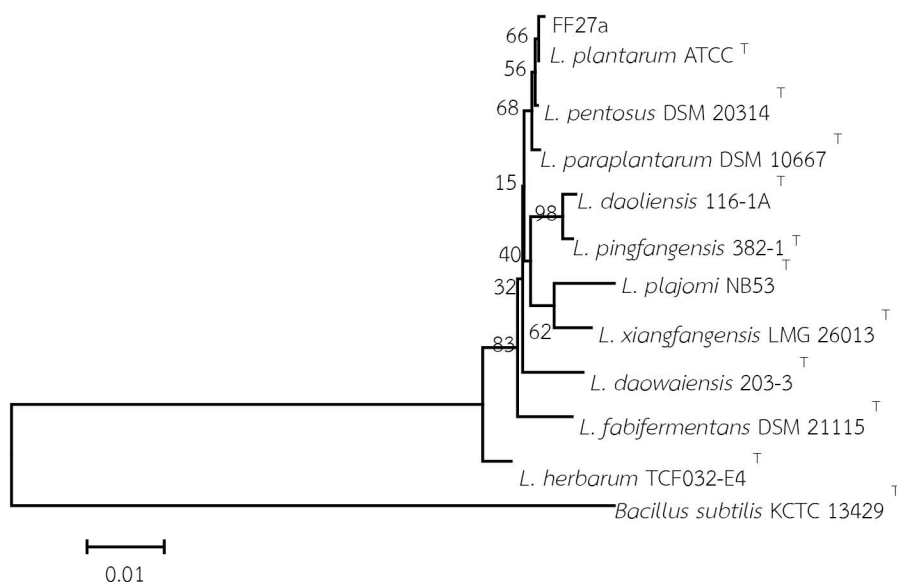 FF27a
66
L. plantarum ATCC T
56
L. pentosus DSM 20314 T
68
L. paraplantarum DSM 10667 T
15
L. daoliensis 116-1A T
98
L. pingfangensis 382-1 T
40
L. plajomi NB53 T
32
L. xiangfangensis LMG 26013 T
62
83
L. daowaiensis 203-3 T
L. fabifermentans DSM 21115 T
L. herbarum TCF032-E4 T
Bacillus subtilis KCTC 13429 T
0.01